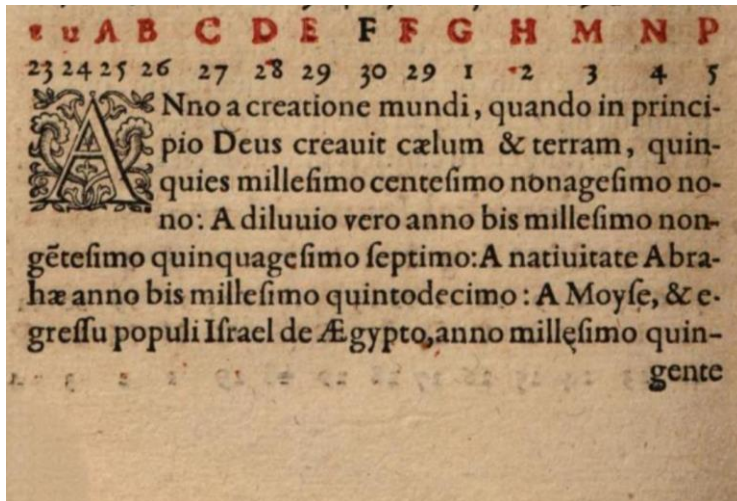 t u A B C D E F F G H M N P
23 24 25 26 27 28 29 30 29 1 2 3 4 5
ANno a creatione mundi, quando in princi-
pio Deus creauit cælum & terram, quin-
quies millesimo centesimo nonagesimo no-
no: A diluuio vero anno bis millesimo non-
gẽtesimo quinquagesimo septimo: A natiuitate Abra-
hæ anno bis millesimo quintodecimo: A Moyse, & e-
gressu populi Israel de Ægypto, anno millesimo quin-
gente